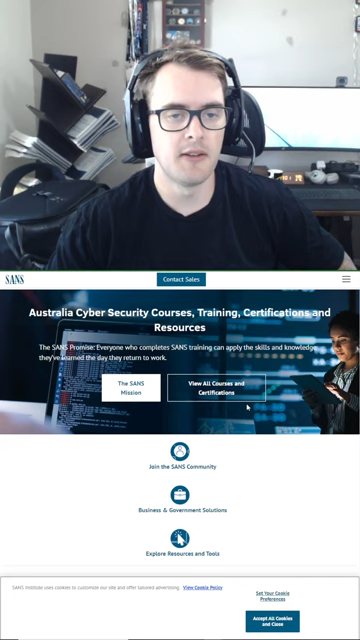 SANS
Contact Sales
Australia Cyber Security Courses, Training, Certifications and
Resources
The SANS Promise: Everyone who completes SANS training can apply the skills and knowledge
they've earned the day they return to work.
The SANS
Mission
View All Courses and
Certifications
Join the SANS Community
Business & Government Solutions
Explore Resources and Tools
SANS Institute uses cookies to customize our site and offer tailored advertising. View Cookie Policy
Set Your Cookie
Preferences
Accept All Cookies
and Close